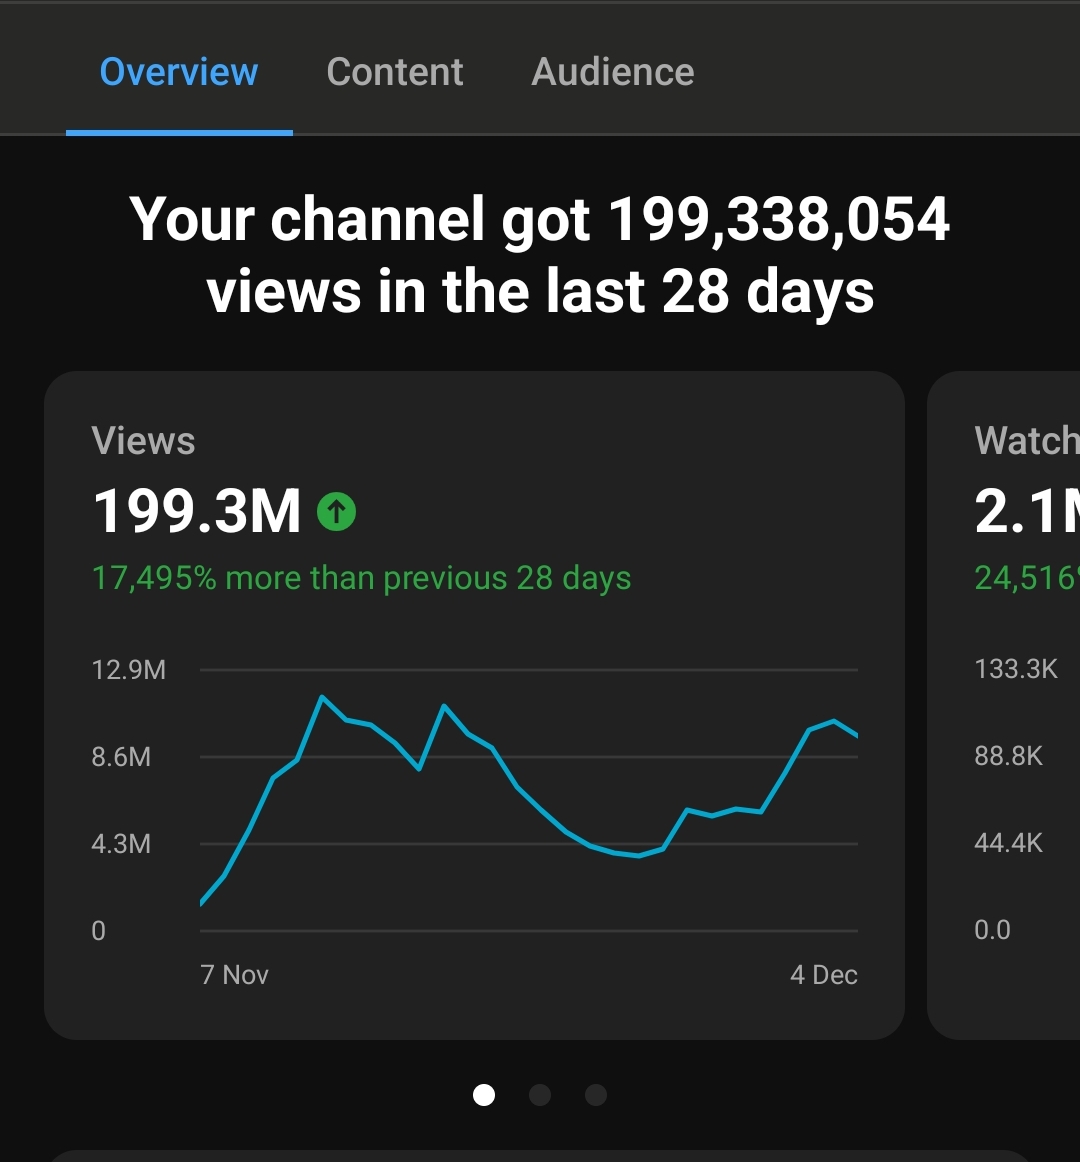 Overview Content Audience
Your channel got 199,338,054
views in the last 28 days
Views
199.3M
17,495% more than previous 28 days
12.9M
8.6M
4.3M
0
7 Nov 4 Dec
Watch
2.1M
24,516%
133.3K
88.8K
44.4K
0.0